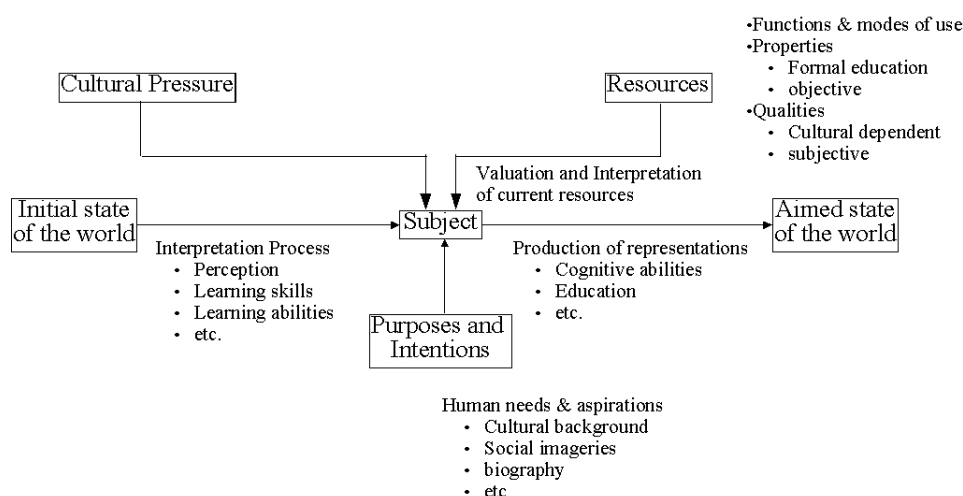 •Functions & modes of use
•Properties
• Formal education
• objective
•Qualities
• Cultural dependent
• subjective
Cultural Pressure
Resources
Valuation and Interpretation
of current resources
Initial state
of the world
Subject
Aimed state
of the world
Interpretation Process
• Perception
• Learning skills
• Learning abilities
• etc.
Production of representations
• Cognitive abilities
• Education
• etc.
Purposes and
Intentions
Human needs & aspirations
• Cultural background
• Social imageries
• biography
• etc